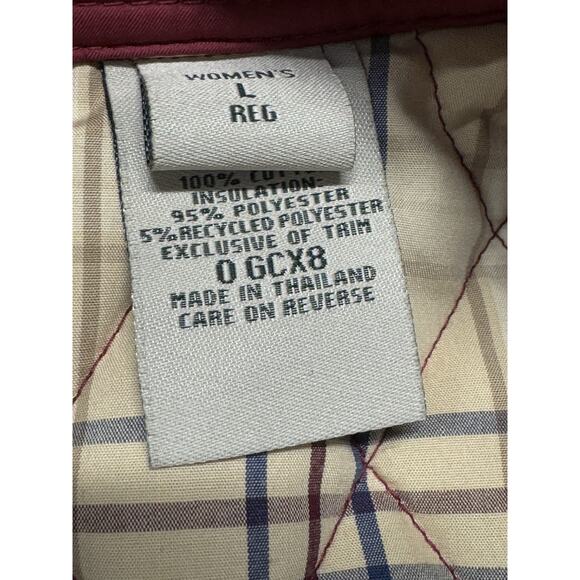 WOMEN'S
L
REG
100%
INSULATION:
95% POLYESTER
5% RECYCLED POLYESTER
EXCLUSIVE OF TRIM
0 GCX8
MADE IN THAILAND
CARE ON REVERSE